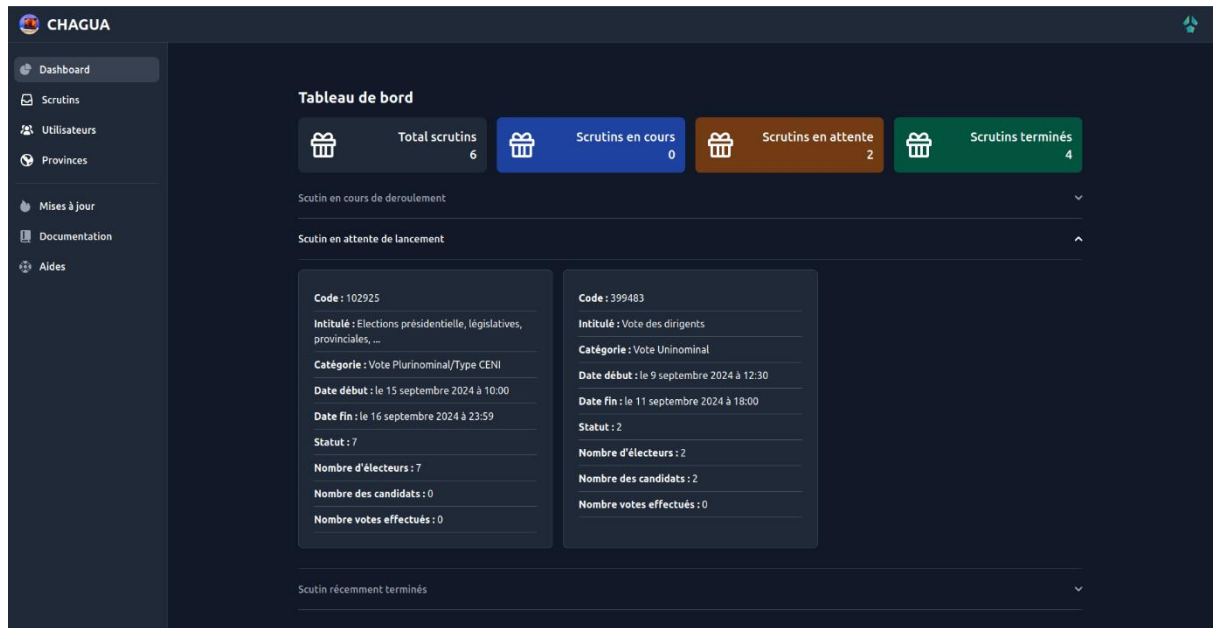 CHAGUA
Dashboard
Scrutins
Utilisateurs
Provinces
Mises à jour
Documentation
Aides
Tableau de bord
Total scrutins
6
Scrutins en cours
0
Scrutins en attente
2
Scrutins terminés
4
Scutin en cours de deroulement
Scutin en attente de lancement
Code : 102925
Intitulé : Elections présidentielle, législatives,
provinciales, ...
Catégorie : Vote Plurinominal/Type CENI
Date début : le 15 septembre 2024 à 10:00
Date fin : le 16 septembre 2024 à 23:59
Statut : 7
Nombre d'électeurs : 7
Nombre des candidats : 0
Nombre votes effectués : 0
Code : 399483
Intitulé : Vote des dirigents
Catégorie : Vote Uninominal
Date début : le 9 septembre 2024 à 12:30
Date fin : le 11 septembre 2024 à 18:00
Statut : 2
Nombre d'électeurs : 2
Nombre des candidats : 2
Nombre votes effectués : 0
Scutin récemment terminés